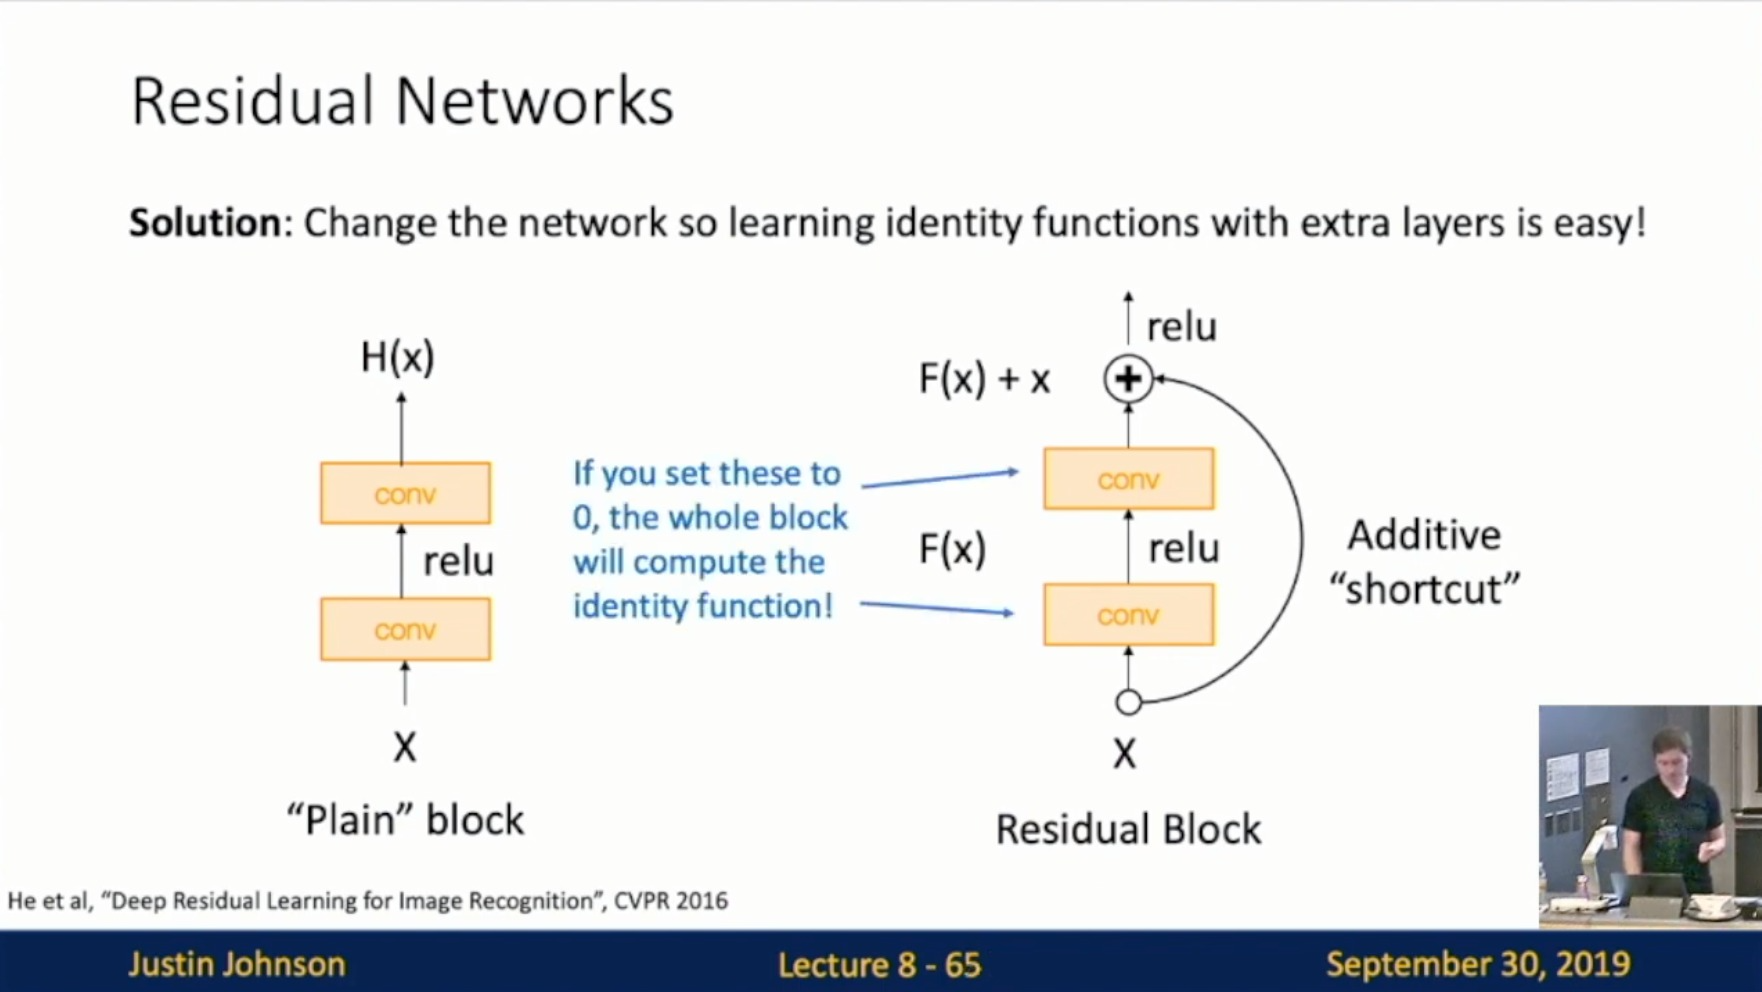 Residual Networks
Solution: Change the network so learning identity functions with extra layers is easy!
H(x)
conv
relu
conv
X
"Plain" block
If you set these to
0, the whole block
will compute the
identity function!
relu
F(x) + x
+
conv
F(x)
relu
conv
X
Residual Block
Additive
"shortcut"
He et al, "Deep Residual Learning for Image Recognition", CVPR 2016
Justin Johnson
Lecture 8 - 65
September 30, 2019